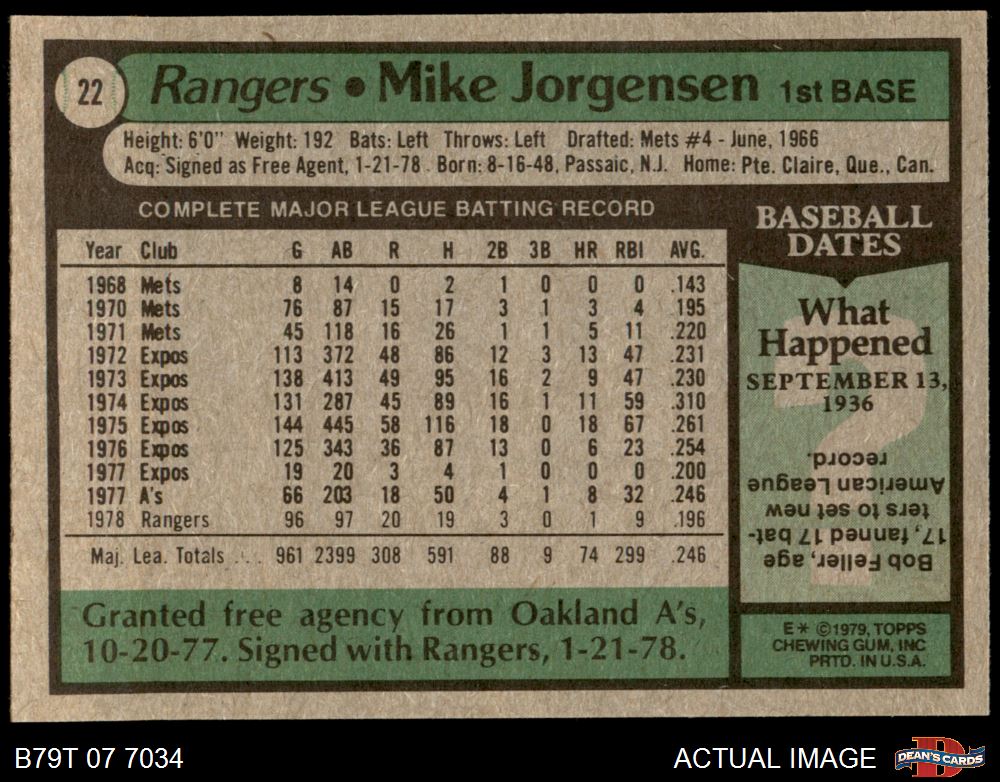 22
Rangers • Mike Jorgensen 1st BASE
Height: 6'0" Weight: 192 Bats: Left Throws: Left Drafted: Mets #4 - June, 1966
Acq: Signed as Free Agent, 1-21-78 Born: 8-16-48, Passaic, N.J. Home: Pte. Claire, Que., Can.
COMPLETE MAJOR LEAGUE BATTING RECORD
Year Club G AB R H 2B 3B HR RBI AVG.
1968 Mets 8 14 0 2 1 0 0 0 .143
1970 Mets 76 87 15 17 3 1 3 4 .195
1971 Mets 45 118 16 26 1 1 5 11 .220
1972 Expos 113 372 48 86 12 3 13 47 .231
1973 Expos 138 413 49 95 16 2 9 47 .230
1974 Expos 131 287 45 89 16 1 11 59 .310
1975 Expos 144 445 58 116 18 0 18 67 .261
1976 Expos 125 343 36 87 13 0 6 23 .254
1977 Expos 19 20 3 4 1 0 0 0 .200
1977 A's 66 203 18 50 4 1 8 32 .246
1978 Rangers 96 97 20 19 3 0 1 9 .196
Maj. Lea. Totals ... 961 2399 308 591 88 9 74 299 .246
Granted free agency from Oakland A's,
10-20-77. Signed with Rangers, 1-21-78.
BASEBALL
DATES
What
Happened
SEPTEMBER 13,
1936
Bob Feller, age
17, fanned 17 bat-
ters to set new
American League
record.
E* ©1979, TOPPS
CHEWING GUM, INC
PRTD. IN U.S.A.
B79T 07 7034
ACTUAL IMAGE
D
DEAN'S CARDS